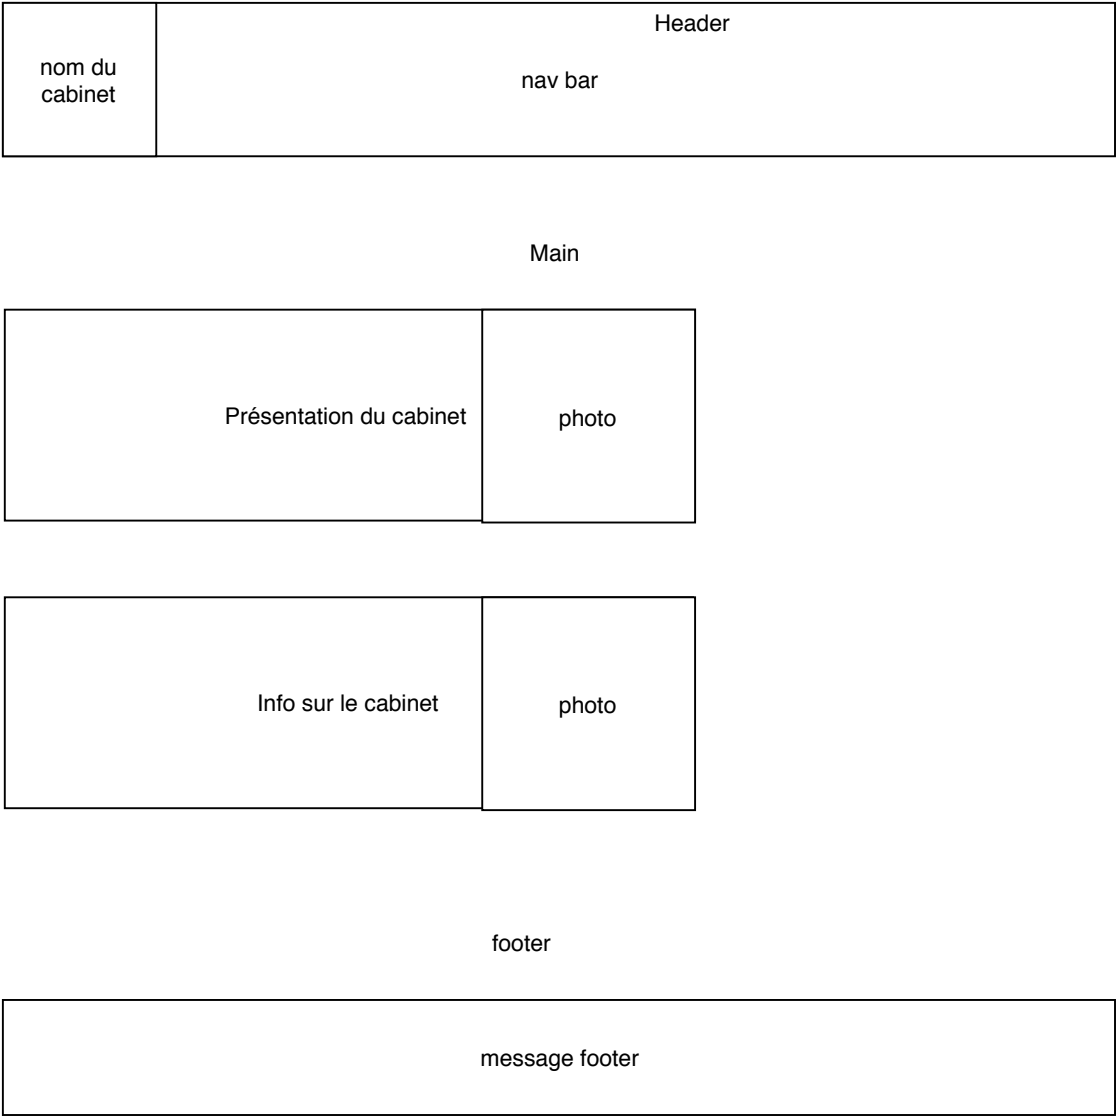 Header
nom du
cabinet
nav bar
Main
Présentation du cabinet
photo
Info sur le cabinet
photo
footer
message footer